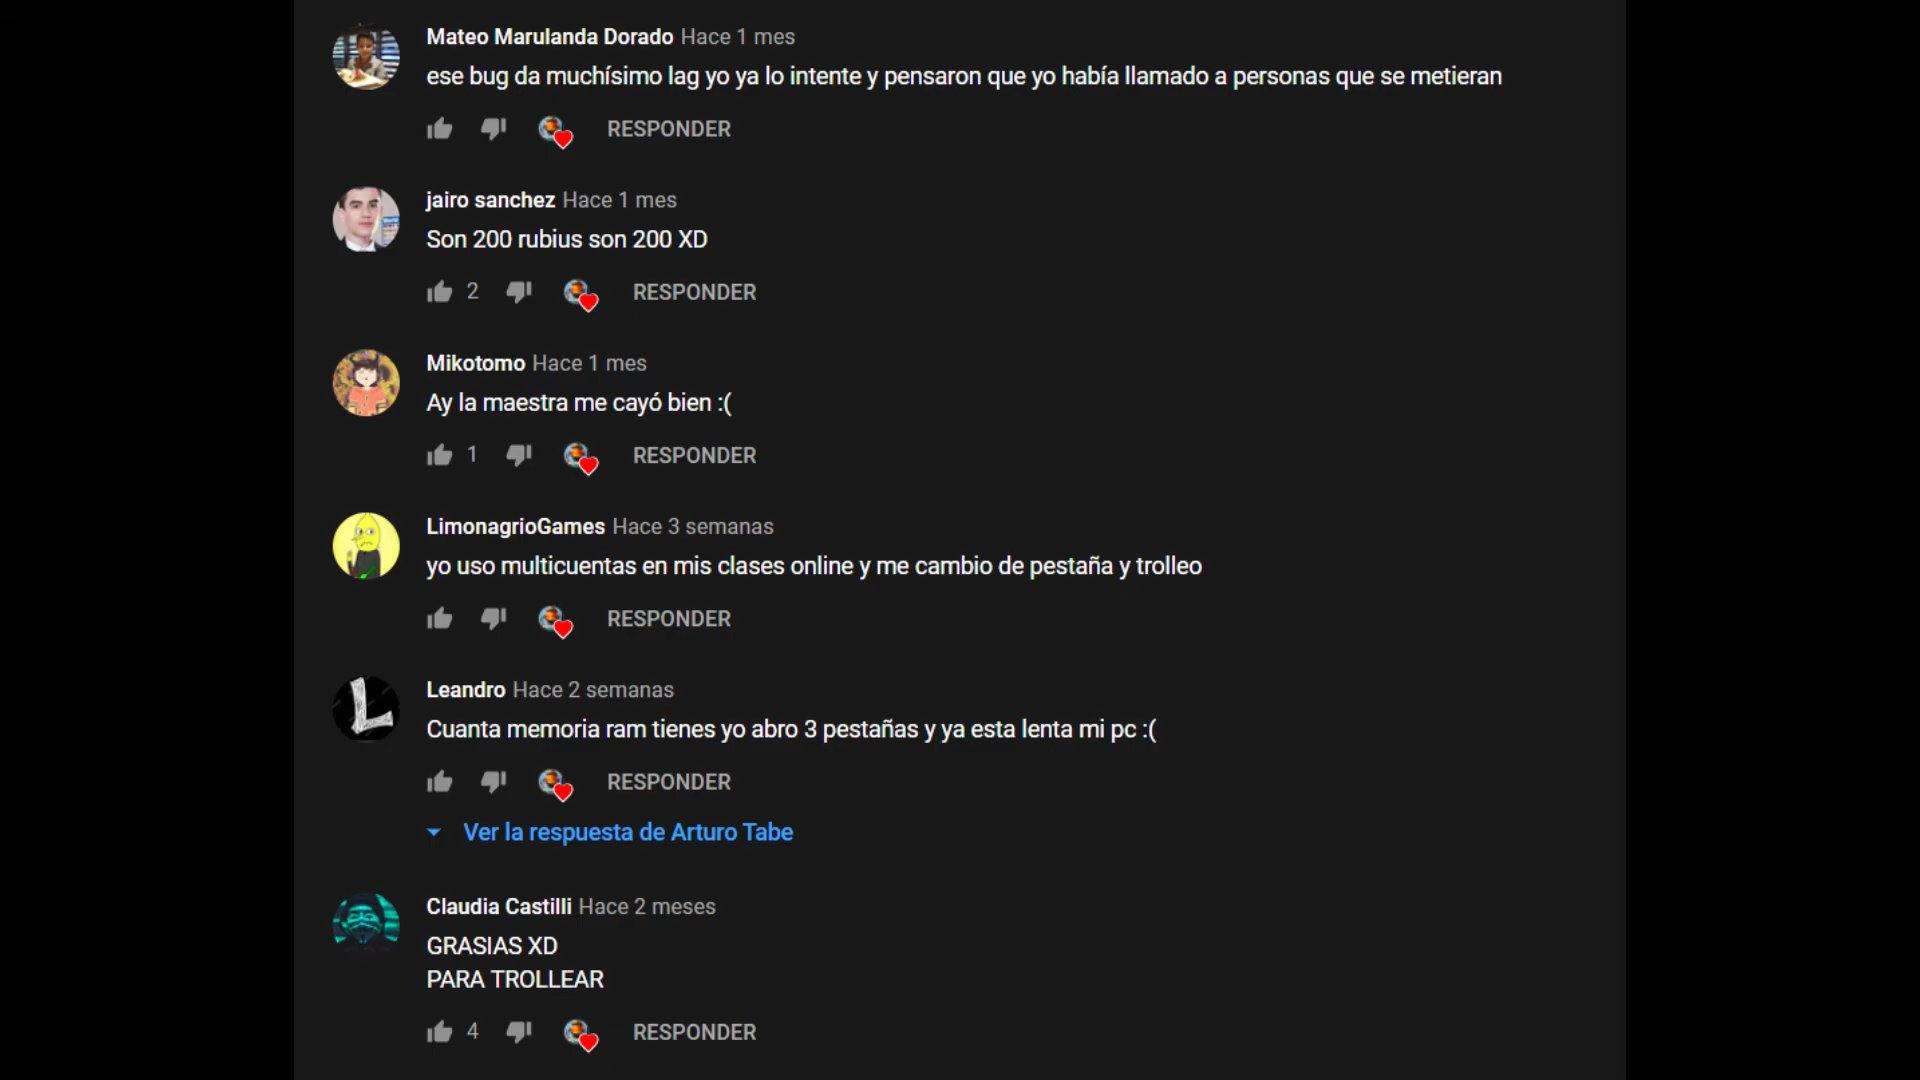 Mateo Marulanda Dorado Hace 1 mes
ese bug da muchísimo lag yo ya lo intente y pensaron que yo había llamado a personas que se metieran
RESPONDER
jairo sanchez Hace 1 mes
Son 200 rubius son 200 XD
2 RESPONDER
Mikotomo Hace 1 mes
Ay la maestra me cayó bien :(
1 RESPONDER
LimonagrioGames Hace 3 semanas
yo uso multicuentas en mis clases online y me cambio de pestaña y trolleo
RESPONDER
Leandro Hace 2 semanas
Cuanta memoria ram tienes yo abro 3 pestañas y ya esta lenta mi pc :(
RESPONDER
Ver la respuesta de Arturo Tabe
Claudia Castilli Hace 2 meses
GRASIAS XD
PARA TROLLEAR
4 RESPONDER